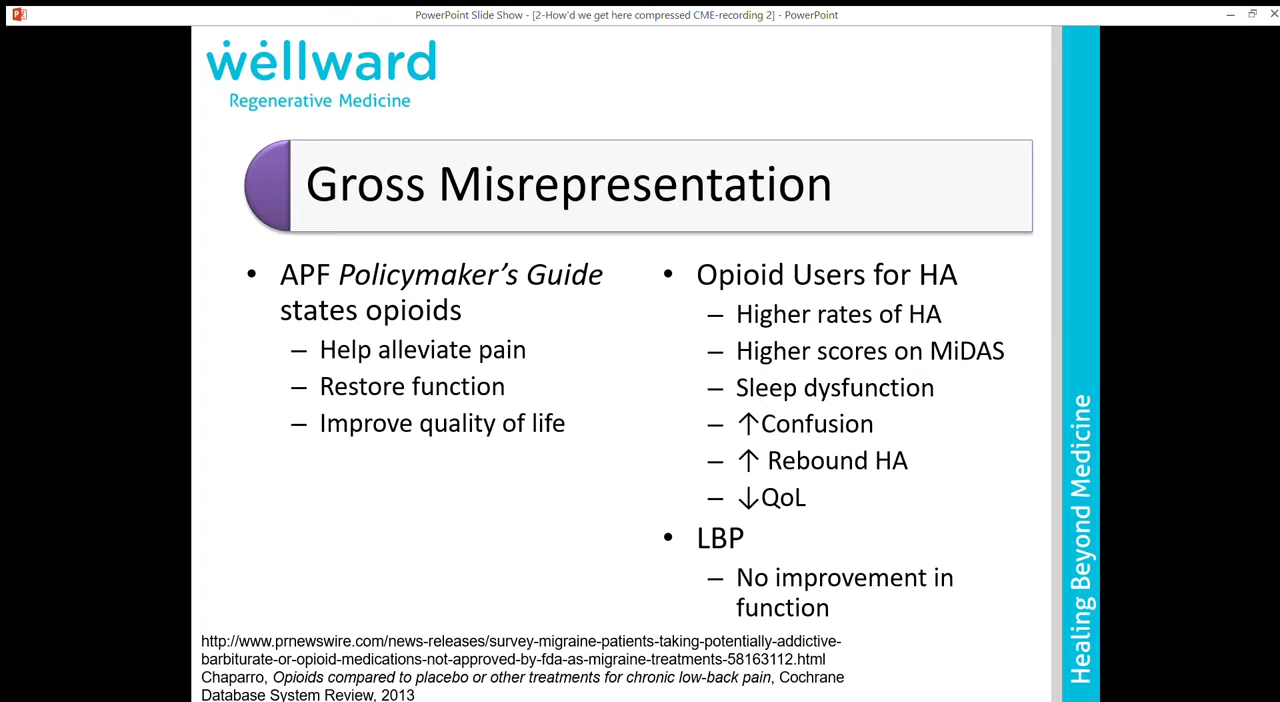 PowerPoint Slide Show - [2-How'd we get here compressed CME-recording 2] - PowerPoint
wellward
Regenerative Medicine
Gross Misrepresentation
• APF Policymaker's Guide
states opioids
– Help alleviate pain
– Restore function
– Improve quality of life
• Opioid Users for HA
– Higher rates of HA
– Higher scores on MiDAS
– Sleep dysfunction
– ↑Confusion
– ↑ Rebound HA
– ↓QoL
• LBP
– No improvement in
function
http://www.prnewswire.com/news-releases/survey-migraine-patients-taking-potentially-addictive-
barbiturate-or-opioid-medications-not-approved-by-fda-as-migraine-treatments-58163112.html
Chaparro, Opioids compared to placebo or other treatments for chronic low-back pain, Cochrane
Database System Review, 2013
Healing Beyond Medicine